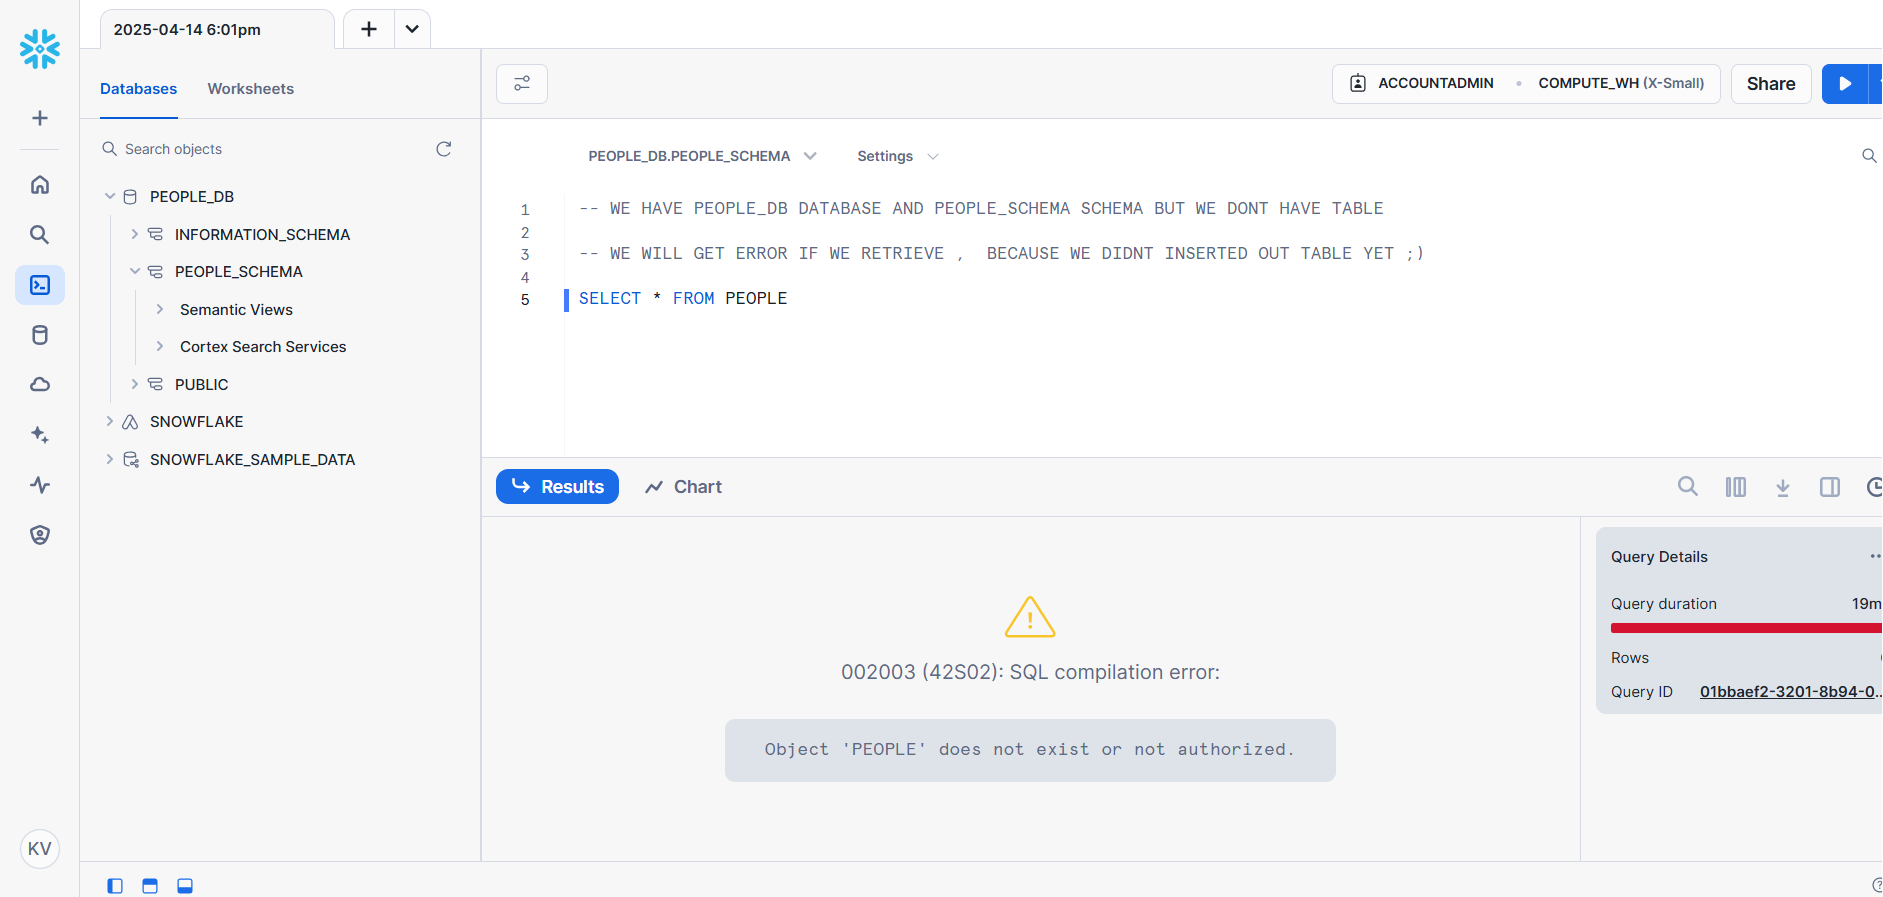 2025-04-14 6:01pm
Databases
Worksheets
ACCOUNTADMIN
COMPUTE_WH (X-Small)
Share
Search objects
PEOPLE_DB.PEOPLE_SCHEMA
Settings
PEOPLE_DB
INFORMATION_SCHEMA
PEOPLE_SCHEMA
Semantic Views
Cortex Search Services
PUBLIC
SNOWFLAKE
SNOWFLAKE_SAMPLE_DATA
1 -- WE HAVE PEOPLE_DB DATABASE AND PEOPLE_SCHEMA SCHEMA BUT WE DONT HAVE TABLE
2
3 -- WE WILL GET ERROR IF WE RETRIEVE ,  BECAUSE WE DIDNT INSERTED OUT TABLE YET ;)
4
5 SELECT * FROM PEOPLE
Results
Chart
002003 (42S02): SQL compilation error:
Object 'PEOPLE' does not exist or not authorized.
Query Details
Query duration 19m
Rows
Query ID 01bbaef2-3201-8b94-0...
KV